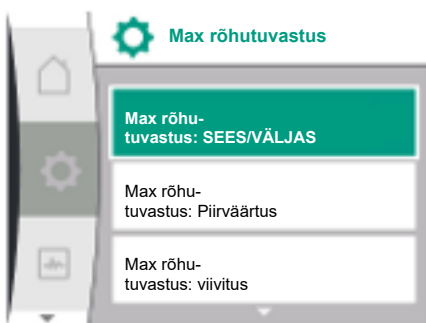 Max rõhutuvastus
Max rõhu-
tuvastus: SEES/VÄLJAS
Max rõhu-
tuvastus: Piirväärtus
Max rõhu-
tuvastus: viivitus